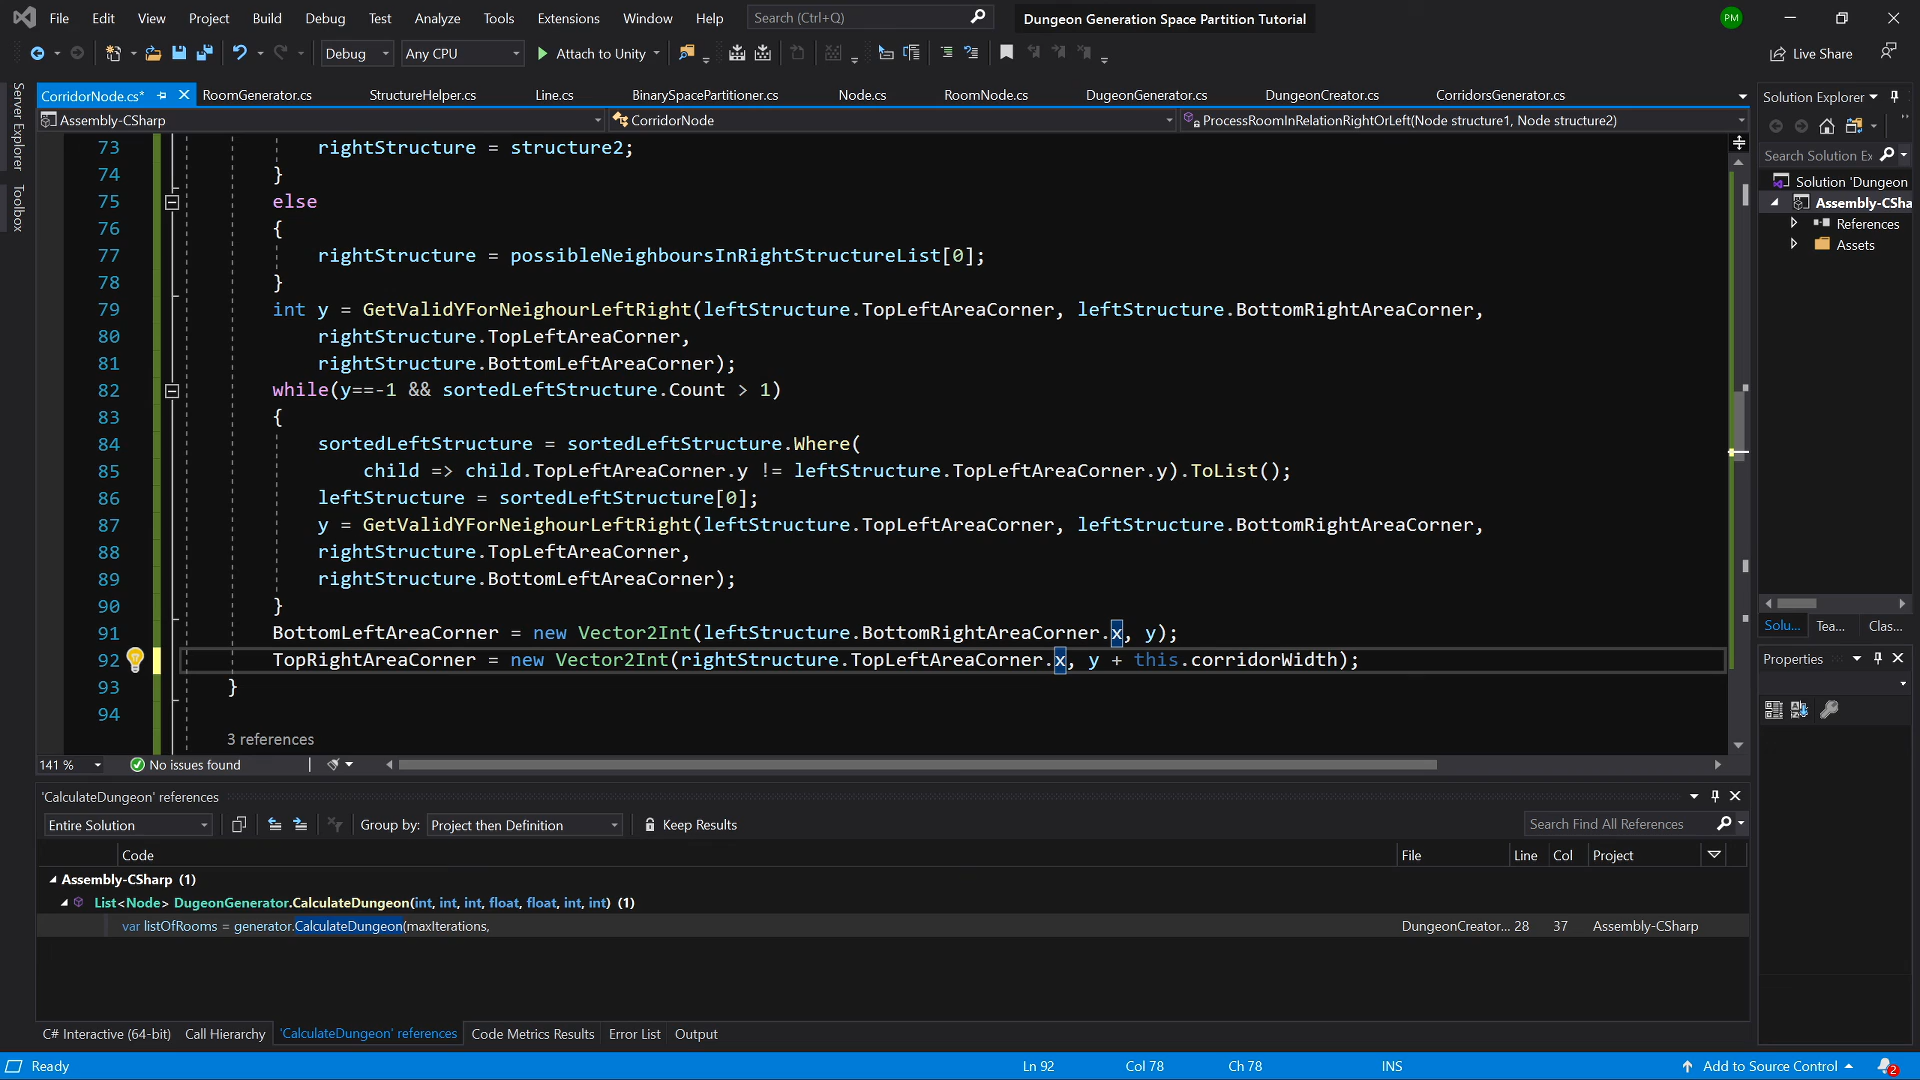 File Edit View Project Build Debug Test Analyze Tools Extensions Window Help Search (Ctrl+Q) Dungeon Generation Space Partition Tutorial PM
Debug Any CPU Attach to Unity Live Share
Server Explorer
Toolbox
CorridorNode.cs* RoomGenerator.cs StructureHelper.cs Line.cs BinarySpacePartitioner.cs Node.cs RoomNode.cs DugeonGenerator.cs DungeonCreator.cs CorridorsGenerator.cs
Assembly-CSharp CorridorNode ProcessRoomInRelationRightOrLeft(Node structure1, Node structure2)
73 rightStructure = structure2;
74 }
75 else
76 {
77 rightStructure = possibleNeighboursInRightStructureList[0];
78 }
79 int y = GetValidYForNeighourLeftRight(leftStructure.TopLeftAreaCorner, leftStructure.BottomRightAreaCorner,
80 rightStructure.TopLeftAreaCorner,
81 rightStructure.BottomLeftAreaCorner);
82 while(y==-1 && sortedLeftStructure.Count > 1)
83 {
84 sortedLeftStructure = sortedLeftStructure.Where(
85 child => child.TopLeftAreaCorner.y != leftStructure.TopLeftAreaCorner.y).ToList();
86 leftStructure = sortedLeftStructure[0];
87 y = GetValidYForNeighourLeftRight(leftStructure.TopLeftAreaCorner, leftStructure.BottomRightAreaCorner,
88 rightStructure.TopLeftAreaCorner,
89 rightStructure.BottomLeftAreaCorner);
90 }
91 BottomLeftAreaCorner = new Vector2Int(leftStructure.BottomRightAreaCorner.x, y);
92 TopRightAreaCorner = new Vector2Int(rightStructure.TopLeftAreaCorner.x, y + this.corridorWidth);
93 }
94
3 references
141 % No issues found
'CalculateDungeon' references
Entire Solution Group by: Project then Definition Keep Results Search Find All References
Code File Line Col Project
Assembly-CSharp (1)
List<Node> DugeonGenerator.CalculateDungeon(int, int, int, float, float, int, int) (1)
var listOfRooms = generator.CalculateDungeon(maxIterations, DungeonCreator... 28 37 Assembly-CSharp
C# Interactive (64-bit) Call Hierarchy 'CalculateDungeon' references Code Metrics Results Error List Output
Solution Explorer
Search Solution Ex
Solution 'Dungeon
Assembly-CSha
References
Assets
Solu... Tea... Clas...
Properties
Ready Ln 92 Col 78 Ch 78 INS Add to Source Control 2